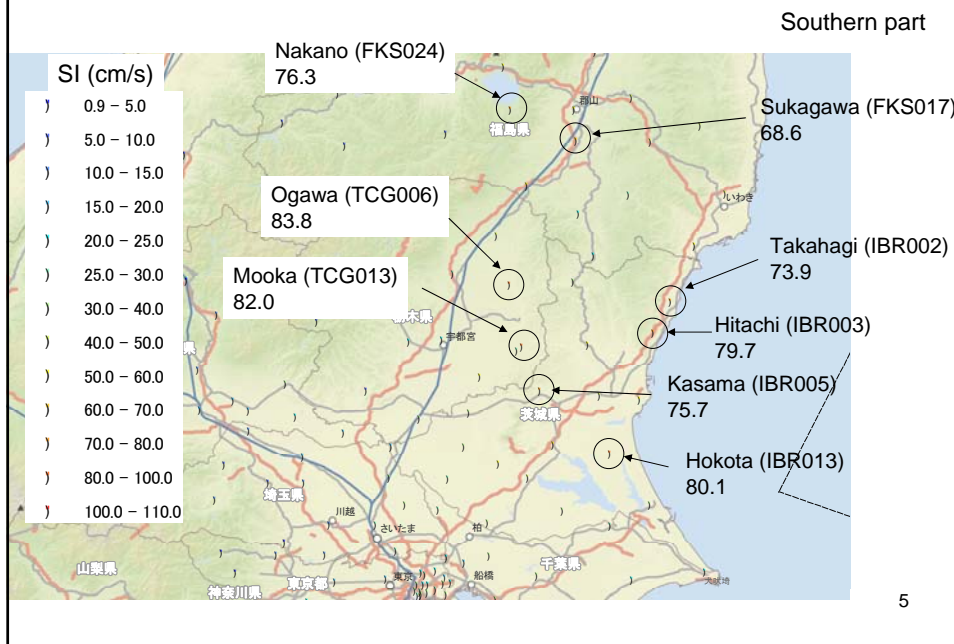 Southern part
Nakano (FKS024)
76.3
SI (cm/s)
0.9 – 5.0
5.0 – 10.0
10.0 – 15.0
15.0 – 20.0
20.0 – 25.0
25.0 – 30.0
30.0 – 40.0
40.0 – 50.0
50.0 – 60.0
60.0 – 70.0
70.0 – 80.0
80.0 – 100.0
100.0 – 110.0
郡山
福島県
Sukagawa (FKS017)
68.6
Ogawa (TCG006)
83.8
いわき
Takahagi (IBR002)
73.9
Mooka (TCG013)
82.0
木県
宇都宮
県
Hitachi (IBR003)
79.7
Kasama (IBR005)
75.7
茨城県
Hokota (IBR013)
80.1
埼玉県
川越
さいたま
柏
山梨県
神奈川県
東京都
東京
船橋
千葉県
犬吠埼
5